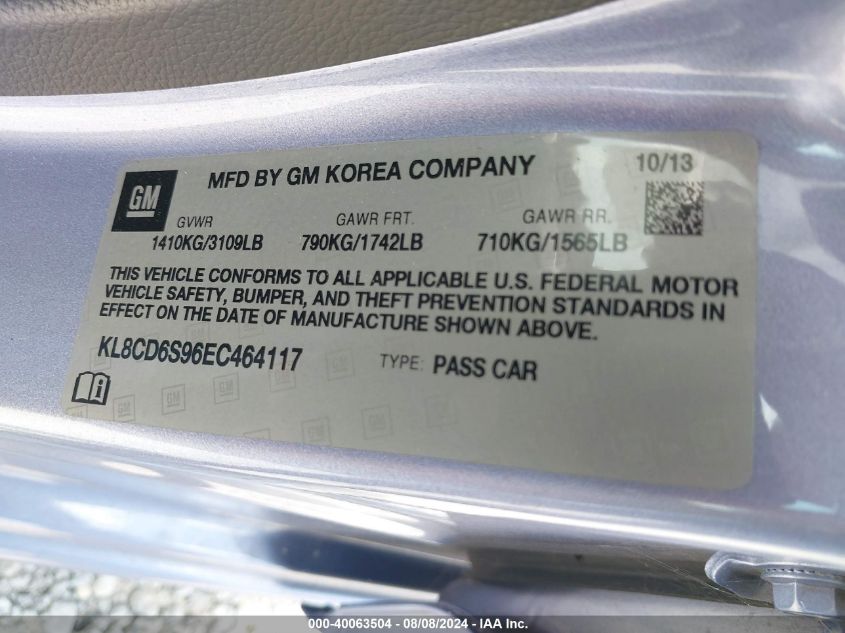 GM
MFD BY GM KOREA COMPANY
10/13
GVWR GAWR FRT. GAWR RR.
1410KG/3109LB 790KG/1742LB 710KG/1565LB
THIS VEHICLE CONFORMS TO ALL APPLICABLE U.S. FEDERAL MOTOR
VEHICLE SAFETY, BUMPER, AND THEFT PREVENTION STANDARDS IN
EFFECT ON THE DATE OF MANUFACTURE SHOWN ABOVE.
KL8CD6S96EC464117 TYPE: PASS CAR
000-40063504 - 08/08/2024 - IAA Inc.